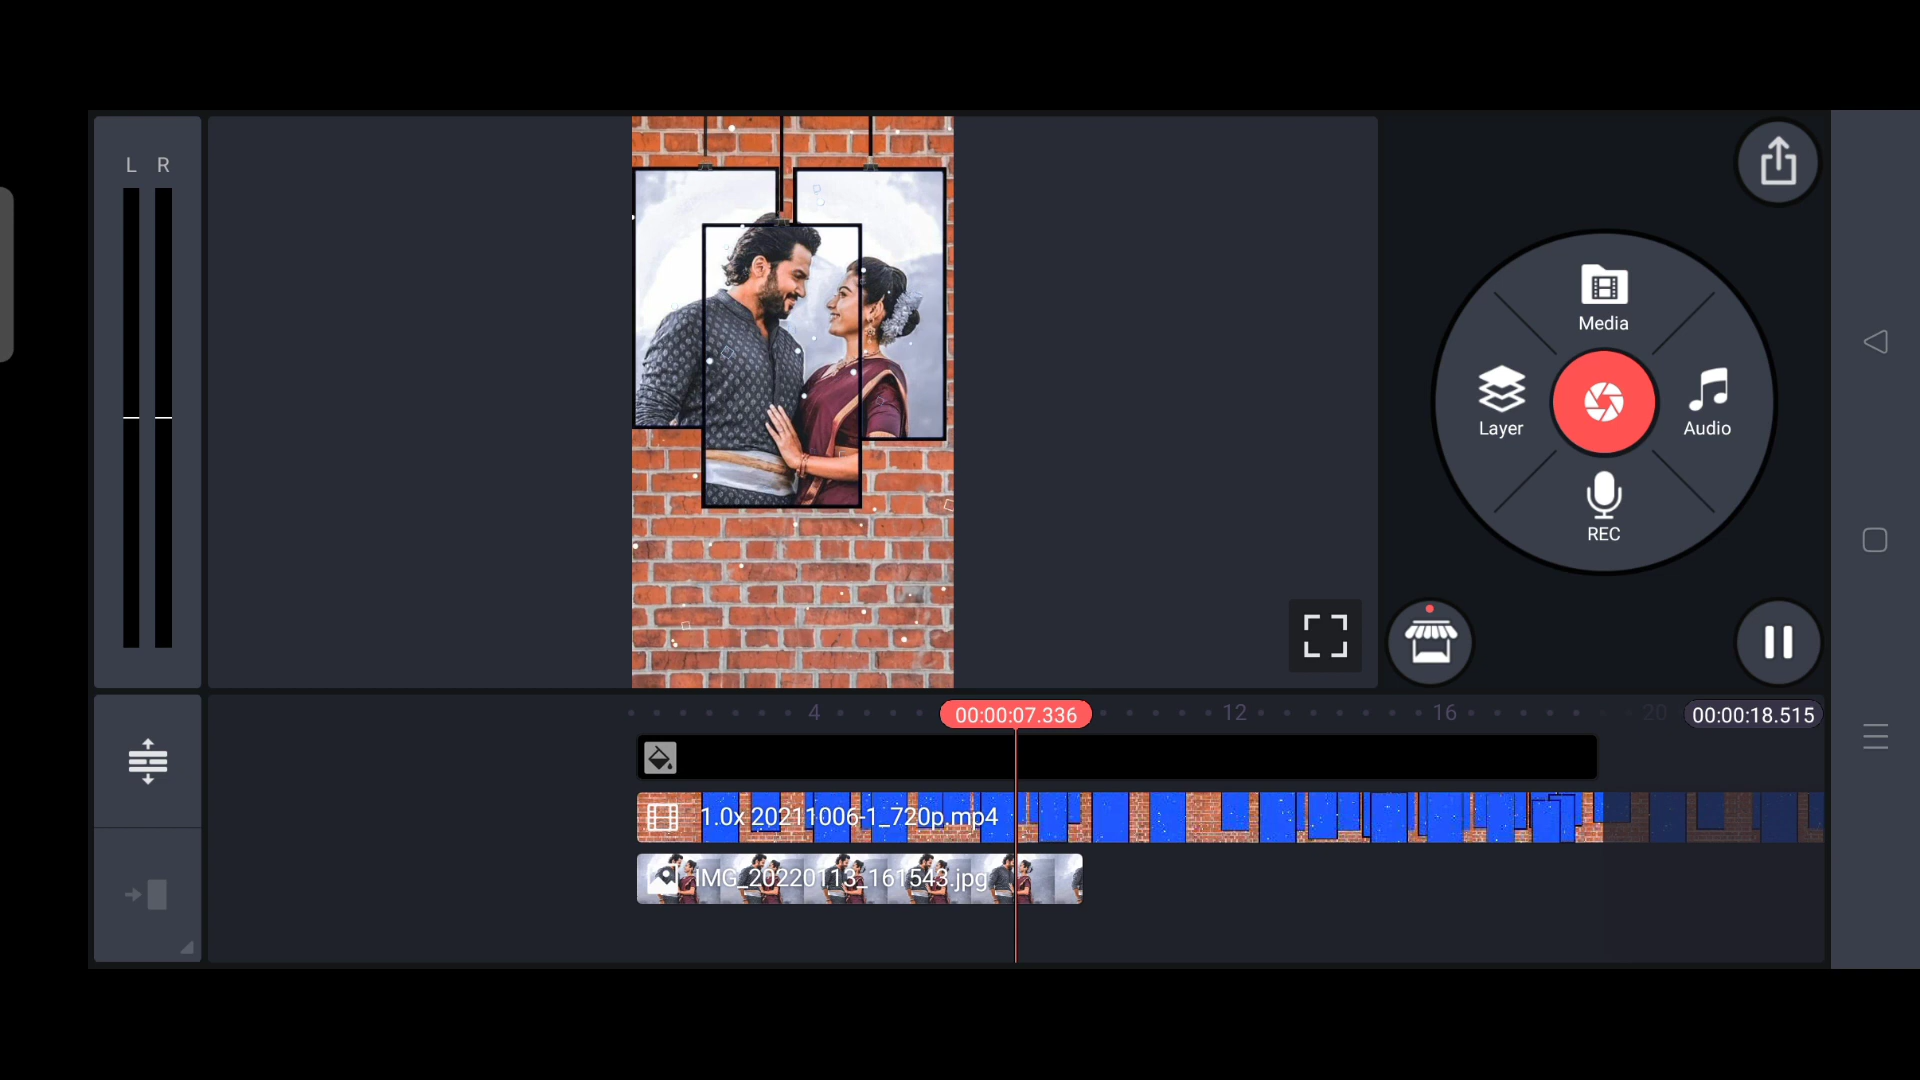 L R
Media
Layer
Audio
REC
4
00:00:07.336
12
16
20
00:00:18.515
1.0x 20211006-1_720p.mp4
IMG_20220113_161543.jpg